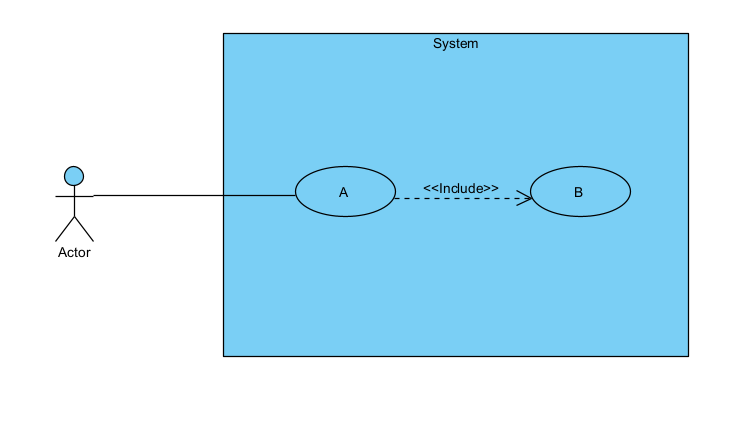 System
A
<<Include>>
B
Actor